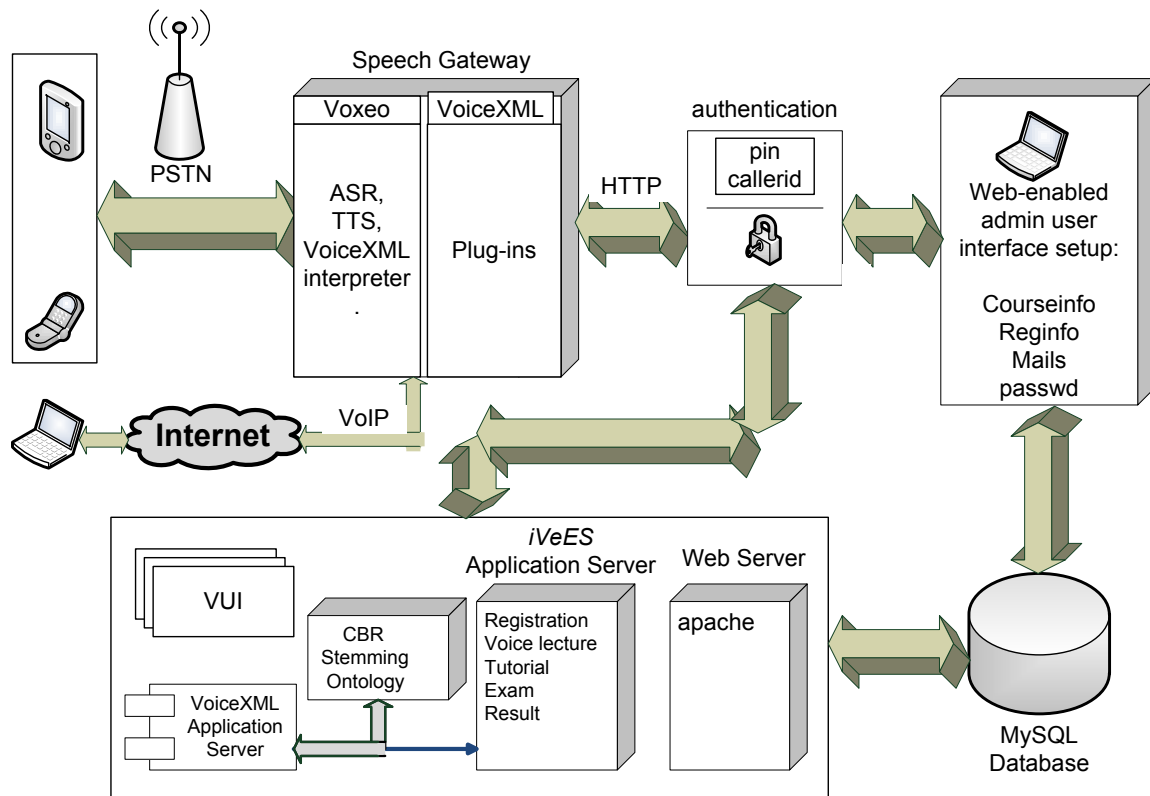 Speech Gateway
PSTN
Voxeo
ASR,
TTS,
VoiceXML
interpreter
.
VoiceXML
Plug-ins
HTTP
authentication
pin
callerid
Web-enabled
admin user
interface setup:
Courseinfo
Reginfo
Mails
passwd
Internet
VoIP
VUI
VoiceXML
Application
Server
CBR
Stemming
Ontology
iVeES
Application Server
Registration
Voice lecture
Tutorial
Exam
Result
Web Server
apache
MySQL
Database